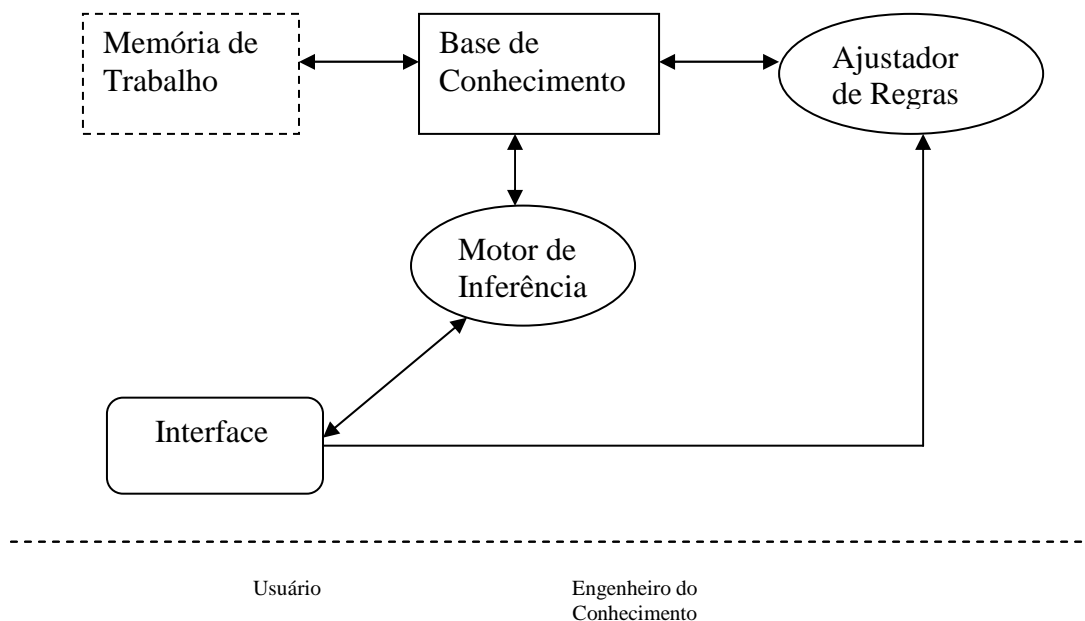 Memória de
Trabalho
Base de
Conhecimento
Ajustador
de Regras
Motor de
Inferência
Interface
Usuário
Engenheiro do
Conhecimento